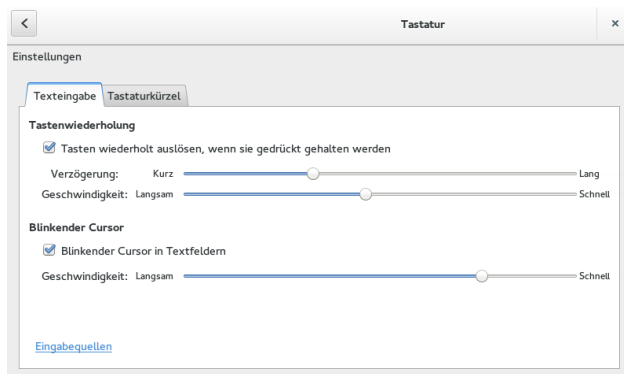 Tastatur
Einstellungen
Texteingabe Tastaturkürzel
Tastenwiederholung
Tasten wiederholt auslösen, wenn sie gedrückt gehalten werden
Verzögerung: Kurz Lang
Geschwindigkeit: Langsam Schnell
Blinkender Cursor
Blinkender Cursor in Textfeldern
Geschwindigkeit: Langsam Schnell
Eingabequellen